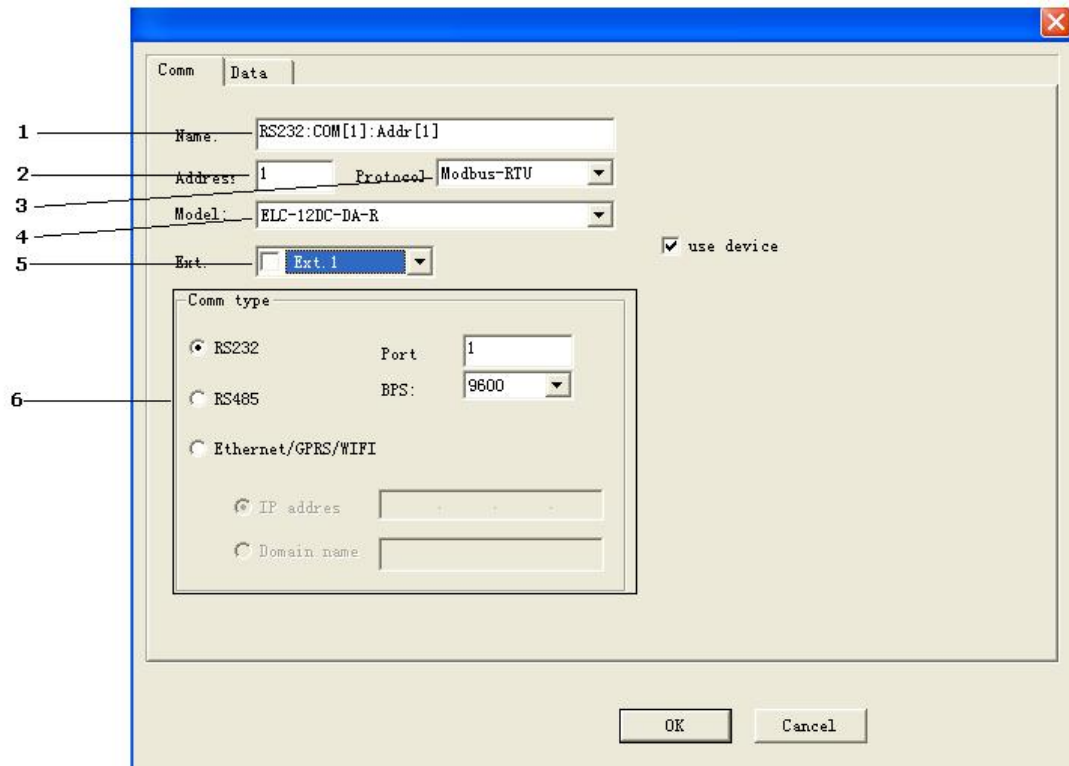 Comm Data
1 Name: RS232:COM[1]:Addr[1]
2 Addres: 1 Protocol Modbus-RTU
3
Model: ELC-12DC-DA-R
4
use device
5 Ext. Ext.1
Comm type
RS232 Port 1
BPS: 9600
6 RS485
Ethernet/GPRS/WIFI
IP addres
Domain name
OK Cancel